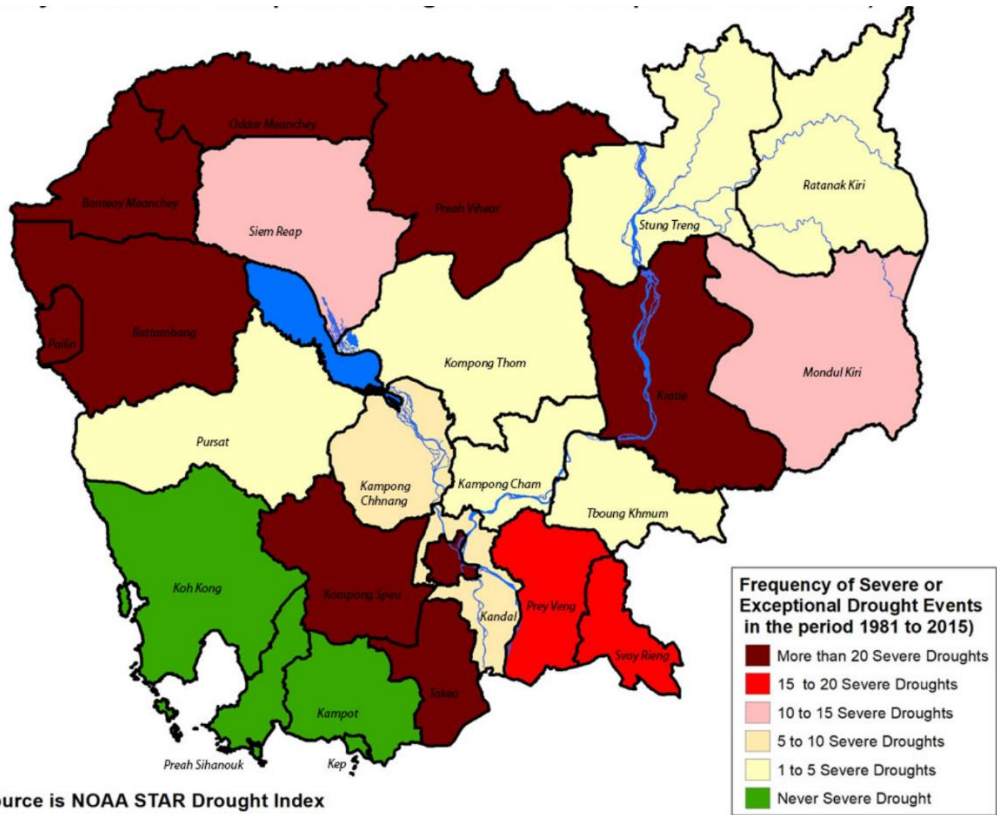 Oddar Meanchey
Banteay Meanchey
Preah Vihear
Ratanak Kiri
Siem Reap
Stung Treng
Battambang
Pailin
Kompong Thom
Mondul Kiri
Kratie
Pursat
Kampong
Chhnang
Kampong Cham
Tboung Khmum
Koh Kong
Kompong Speu
Prey Veng
Kandal
Svay Rieng
Takeo
Kampot
Preah Sihanouk
Kep
Frequency of Severe or
Exceptional Drought Events
in the period 1981 to 2015)
More than 20 Severe Droughts
15 to 20 Severe Droughts
10 to 15 Severe Droughts
5 to 10 Severe Droughts
1 to 5 Severe Droughts
Never Severe Drought
urce is NOAA STAR Drought Index